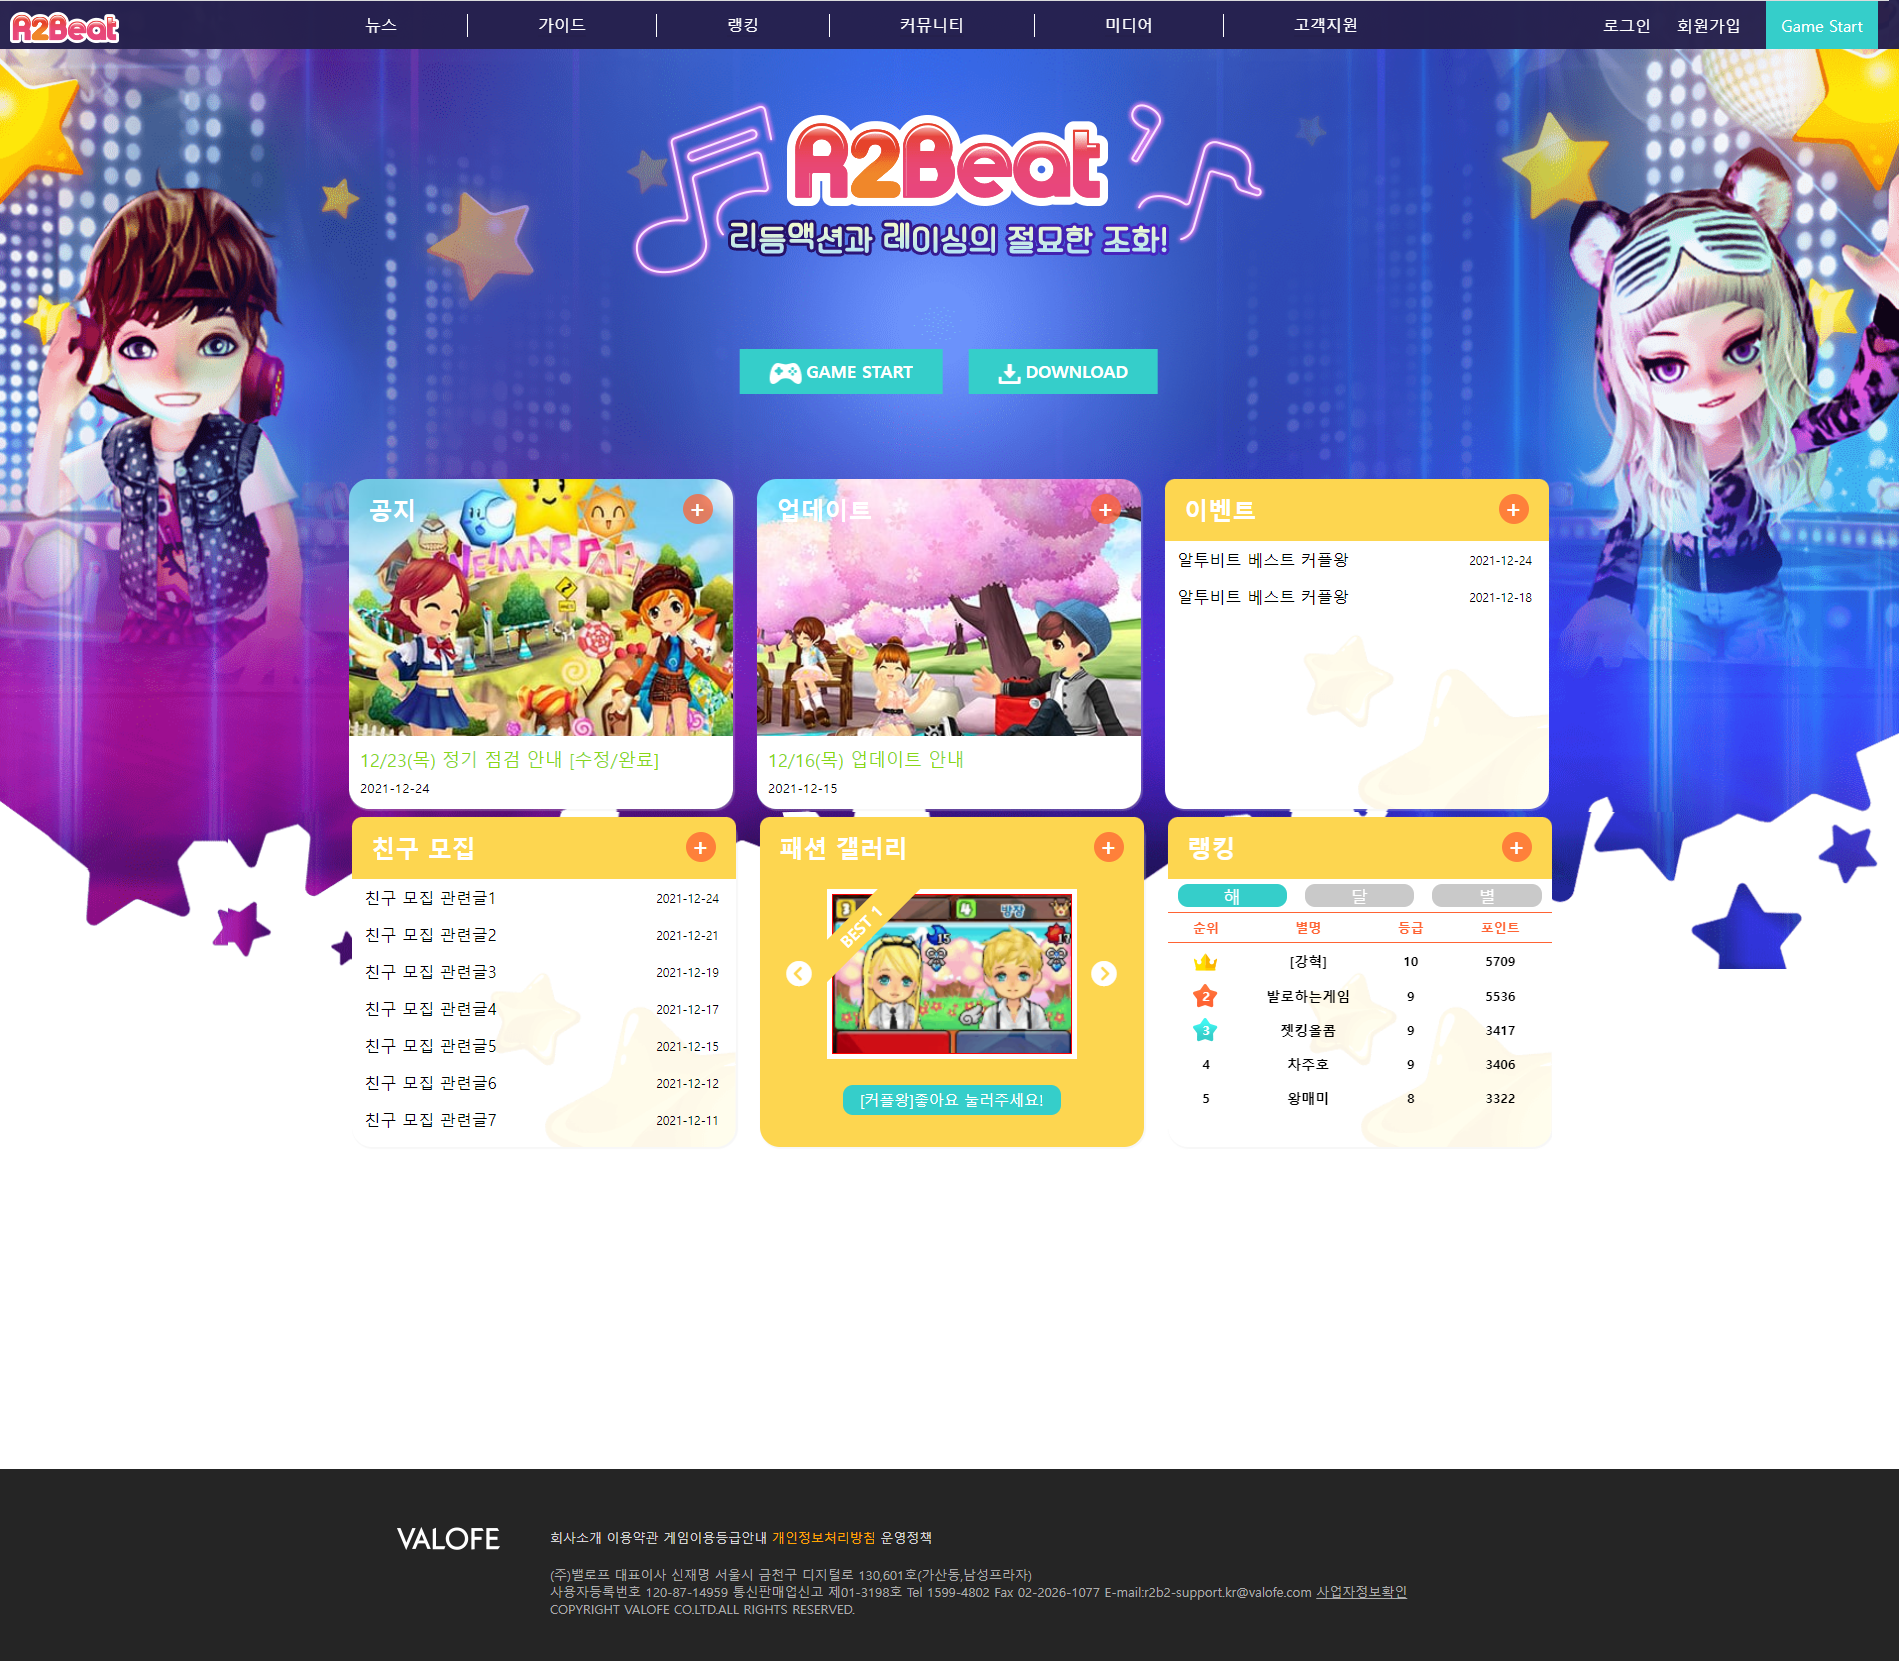 R2Beat
뉴스
가이드
랭킹
커뮤니티
미디어
고객지원
로그인
회원가입
Game Start
R2Beat
리듬액션과 레이싱의 절묘한 조화!
GAME START
DOWNLOAD
공지
+
12/23(목) 정기 점검 안내 [수정/완료]
2021-12-24
업데이트
+
12/16(목) 업데이트 안내
2021-12-15
이벤트
+
알투비트 베스트 커플왕 2021-12-24
알투비트 베스트 커플왕 2021-12-18
친구 모집
+
친구 모집 관련글1 2021-12-24
친구 모집 관련글2 2021-12-21
친구 모집 관련글3 2021-12-19
친구 모집 관련글4 2021-12-17
친구 모집 관련글5 2021-12-15
친구 모집 관련글6 2021-12-12
친구 모집 관련글7 2021-12-11
패션 갤러리
+
BEST 1
3
4 방장
15
17
[커플왕]좋아요 눌러주세요!
랭킹
+
해 달 별
순위 별명 등급 포인트
[강혁] 10 5709
2 발로하는게임 9 5536
3 젯킹올콤 9 3417
4 차주호 9 3406
5 왕매미 8 3322
VALOFE
회사소개 이용약관 게임이용등급안내 개인정보처리방침 운영정책
(주)밸로프 대표이사 신재명 서울시 금천구 디지털로 130,601호(가산동,남성프라자)
사용자등록번호 120-87-14959 통신판매업신고 제01-3198호 Tel 1599-4802 Fax 02-2026-1077 E-mail:r2b2-support.kr@valofe.com 사업자정보확인
COPYRIGHT VALOFE CO.LTD.ALL RIGHTS RESERVED.